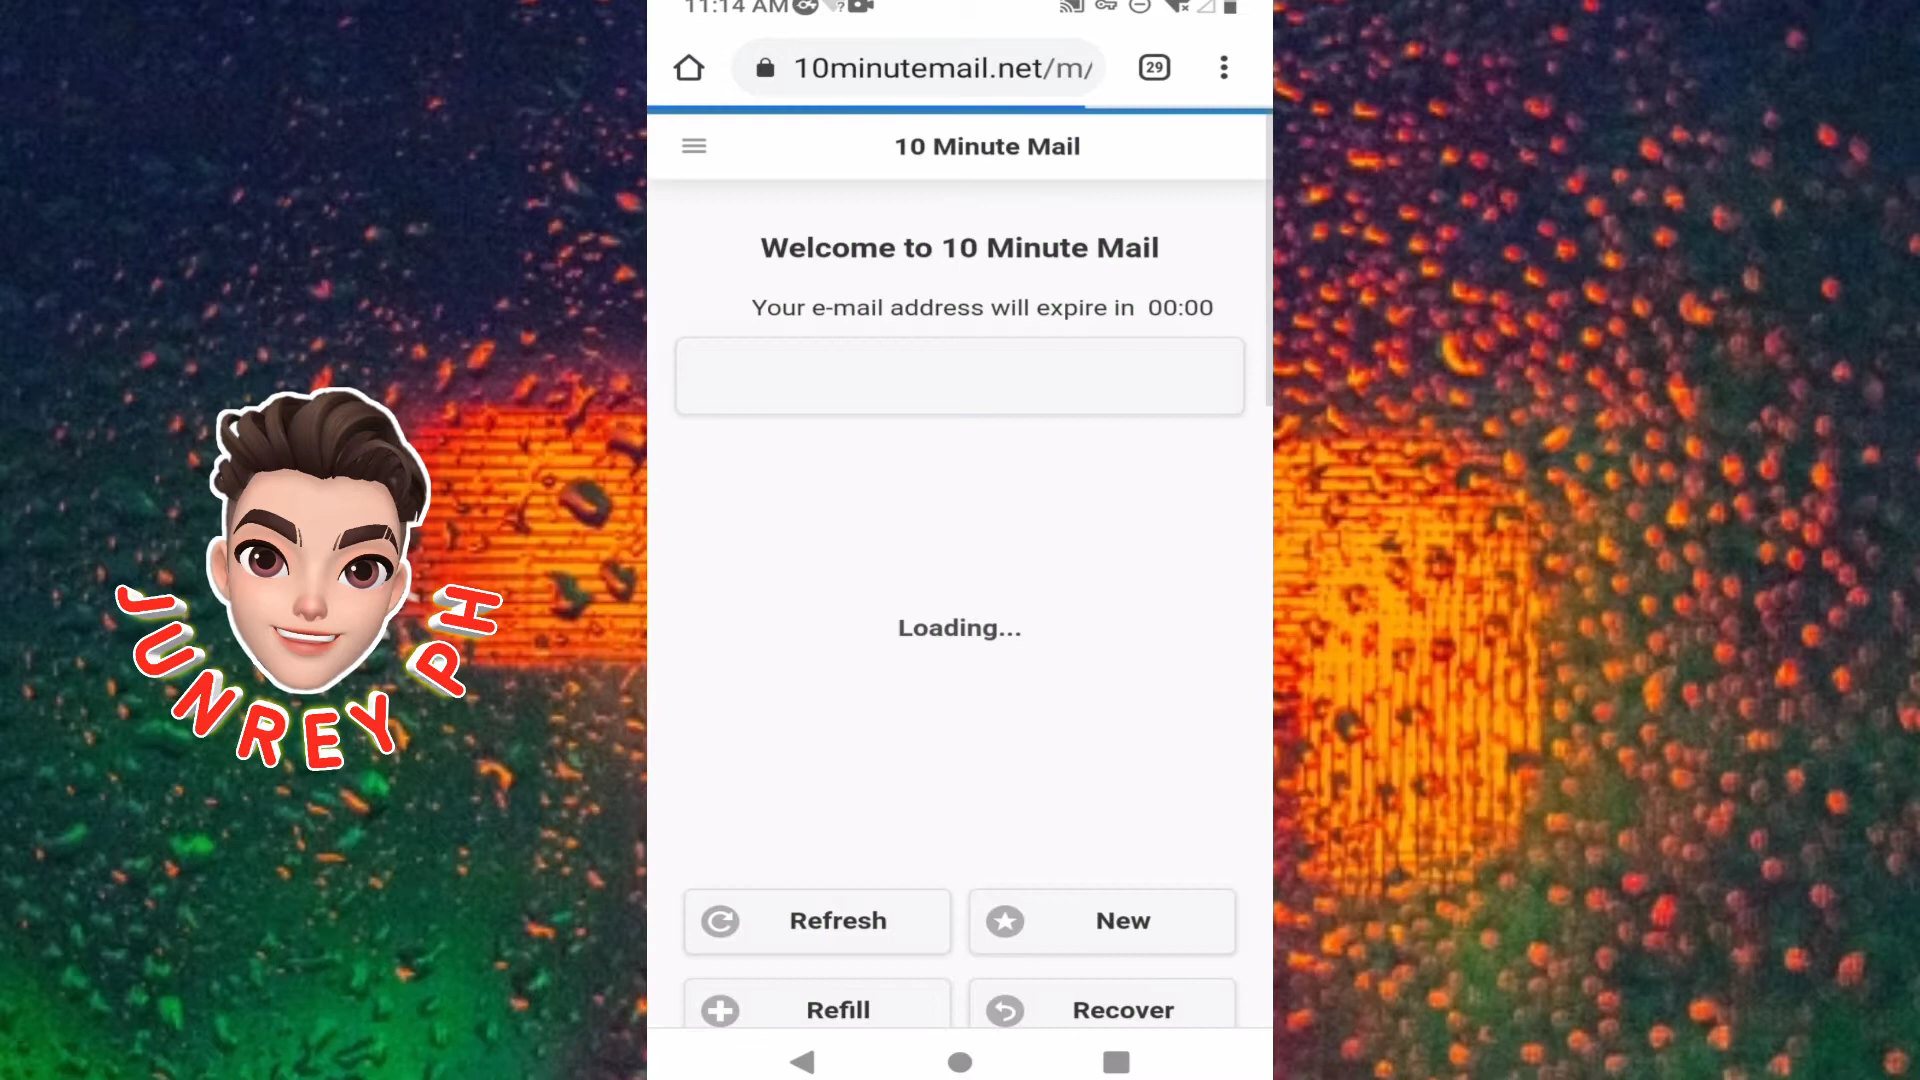 11:14 AM
10minutemail.net/m/
29
10 Minute Mail
Welcome to 10 Minute Mail
Your e-mail address will expire in 00:00
Loading...
Refresh
New
Refill
Recover
JUNREY PH